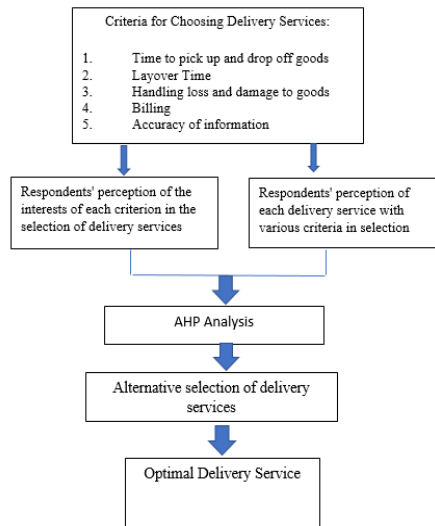 Criteria for Choosing Delivery Services:
1. Time to pick up and drop off goods
2. Layover Time
3. Handling loss and damage to goods
4. Billing
5. Accuracy of information
Respondents' perception of the
interests of each criterion in the
selection of delivery services
Respondents' perception of
each delivery service with
various criteria in selection
AHP Analysis
Alternative selection of delivery
services
Optimal Delivery Service